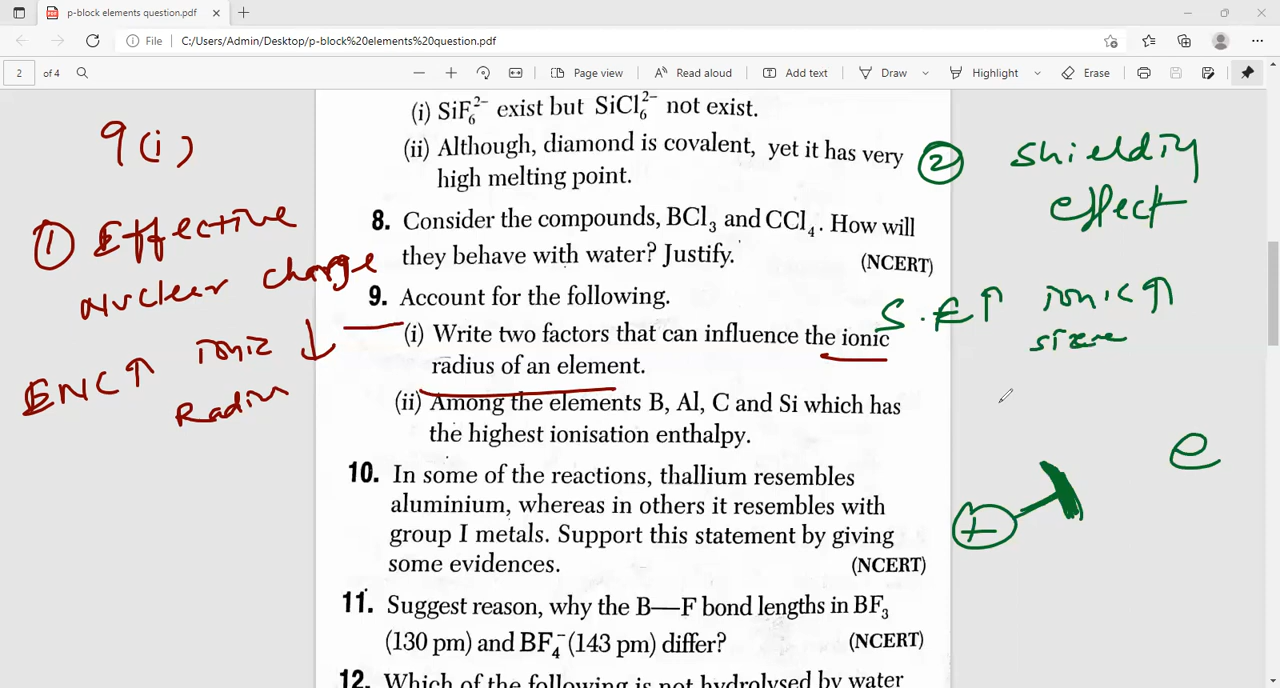 p-block elements question.pdf
File C:/Users/Admin/Desktop/p-block%20elements%20question.pdf
2 of 4 Page view Read aloud Add text Draw Highlight Erase
(i) SiF₆²⁻ exist but SiCl₆²⁻ not exist.
(ii) Although, diamond is covalent, yet it has very
high melting point.
8. Consider the compounds, BCl₃ and CCl₄. How will
they behave with water? Justify. (NCERT)
9. Account for the following.
(i) Write two factors that can influence the ionic
radius of an element.
(ii) Among the elements B, Al, C and Si which has
the highest ionisation enthalpy.
10. In some of the reactions, thallium resembles
aluminium, whereas in others it resembles with
group I metals. Support this statement by giving
some evidences. (NCERT)
11. Suggest reason, why the B—F bond lengths in BF₃
(130 pm) and BF₄⁻ (143 pm) differ? (NCERT)
12. Which of the following is not hydrolysed by water
9(i)
① Effective
Nuclear charge
ENC↑ ionic ↓
Radius
② Shielding
effect
S.E↑ ionic ↑
size
+
e